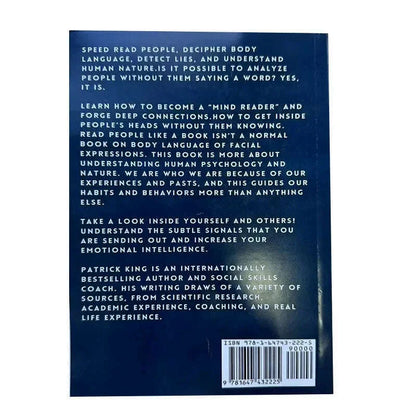 SPEED READ PEOPLE, DECIPHER BODY
LANGUAGE, DETECT LIES, AND UNDERSTAND
HUMAN NATURE.IS IT POSSIBLE TO ANALYZE
PEOPLE WITHOUT THEM SAYING A WORD? YES,
IT IS.
LEARN HOW TO BECOME A "MIND READER" AND
FORGE DEEP CONNECTIONS.HOW TO GET INSIDE
PEOPLE'S HEADS WITHOUT THEM KNOWING.
READ PEOPLE LIKE A BOOK ISN'T A NORMAL
BOOK ON BODY LANGUAGE OF FACIAL
EXPRESSIONS. THIS BOOK IS MORE ABOUT
UNDERSTANDING HUMAN PSYCHOLOGY AND
NATURE. WE ARE WHO WE ARE BECAUSE OF OUR
EXPERIENCES AND PASTS, AND THIS GUIDES OUR
HABITS AND BEHAVIORS MORE THAN ANYTHING
ELSE.
TAKE A LOOK INSIDE YOURSELF AND OTHERS!
UNDERSTAND THE SUBTLE SIGNALS THAT YOU
ARE SENDING OUT AND INCREASE YOUR
EMOTIONAL INTELLIGENCE.
PATRICK KING IS AN INTERNATIONALLY
BESTSELLING AUTHOR AND SOCIAL SKILLS
COACH. HIS WRITING DRAWS OF A VARIETY OF
SOURCES, FROM SCIENTIFIC RESEARCH,
ACADEMIC EXPERIENCE, COACHING, AND REAL
LIFE EXPERIENCE.
ISBN 978-1-64743-222-5
90000
9 781647 432225